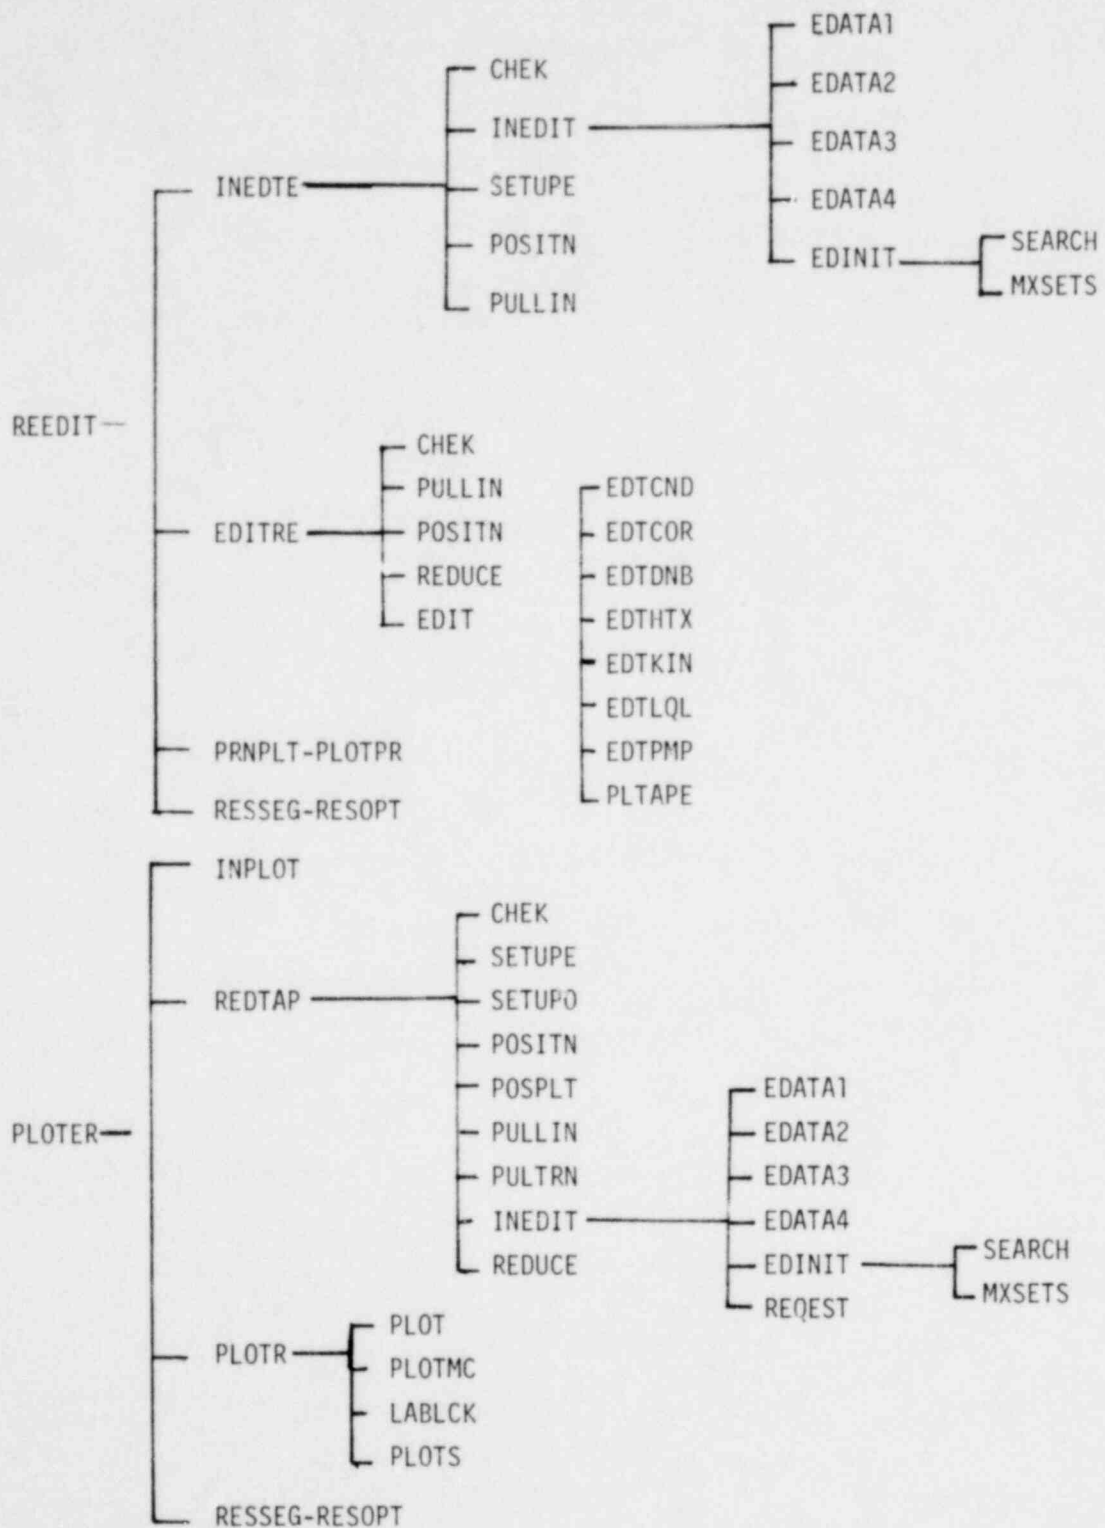 EDATA1
CHEK
EDATA2
INEDIT
EDATA3
INEDTE
SETUPE
EDATA4
POSITN
EDINIT
SEARCH
MXSETS
PULLIN
REEDIT
CHEK
PULLIN
EDTCND
EDITRE
POSITN
EDTCOR
REDUCE
EDTDNB
EDIT
EDTHTX
EDTKIN
EDTLQL
PRNPLT-PLOTPR
EDTPMP
PLTAPE
RESSEG-RESOPT
INPLOT
CHEK
SETUPE
REDTAP
SETUPO
POSITN
POSPLT
EDATA1
PLOTER
PULLIN
EDATA2
PULTRN
EDATA3
INEDIT
EDATA4
REDUCE
EDINIT
SEARCH
MXSETS
REQEST
PLOT
PLOTR
PLOTMC
LABLCK
PLOTS
RESSEG-RESOPT